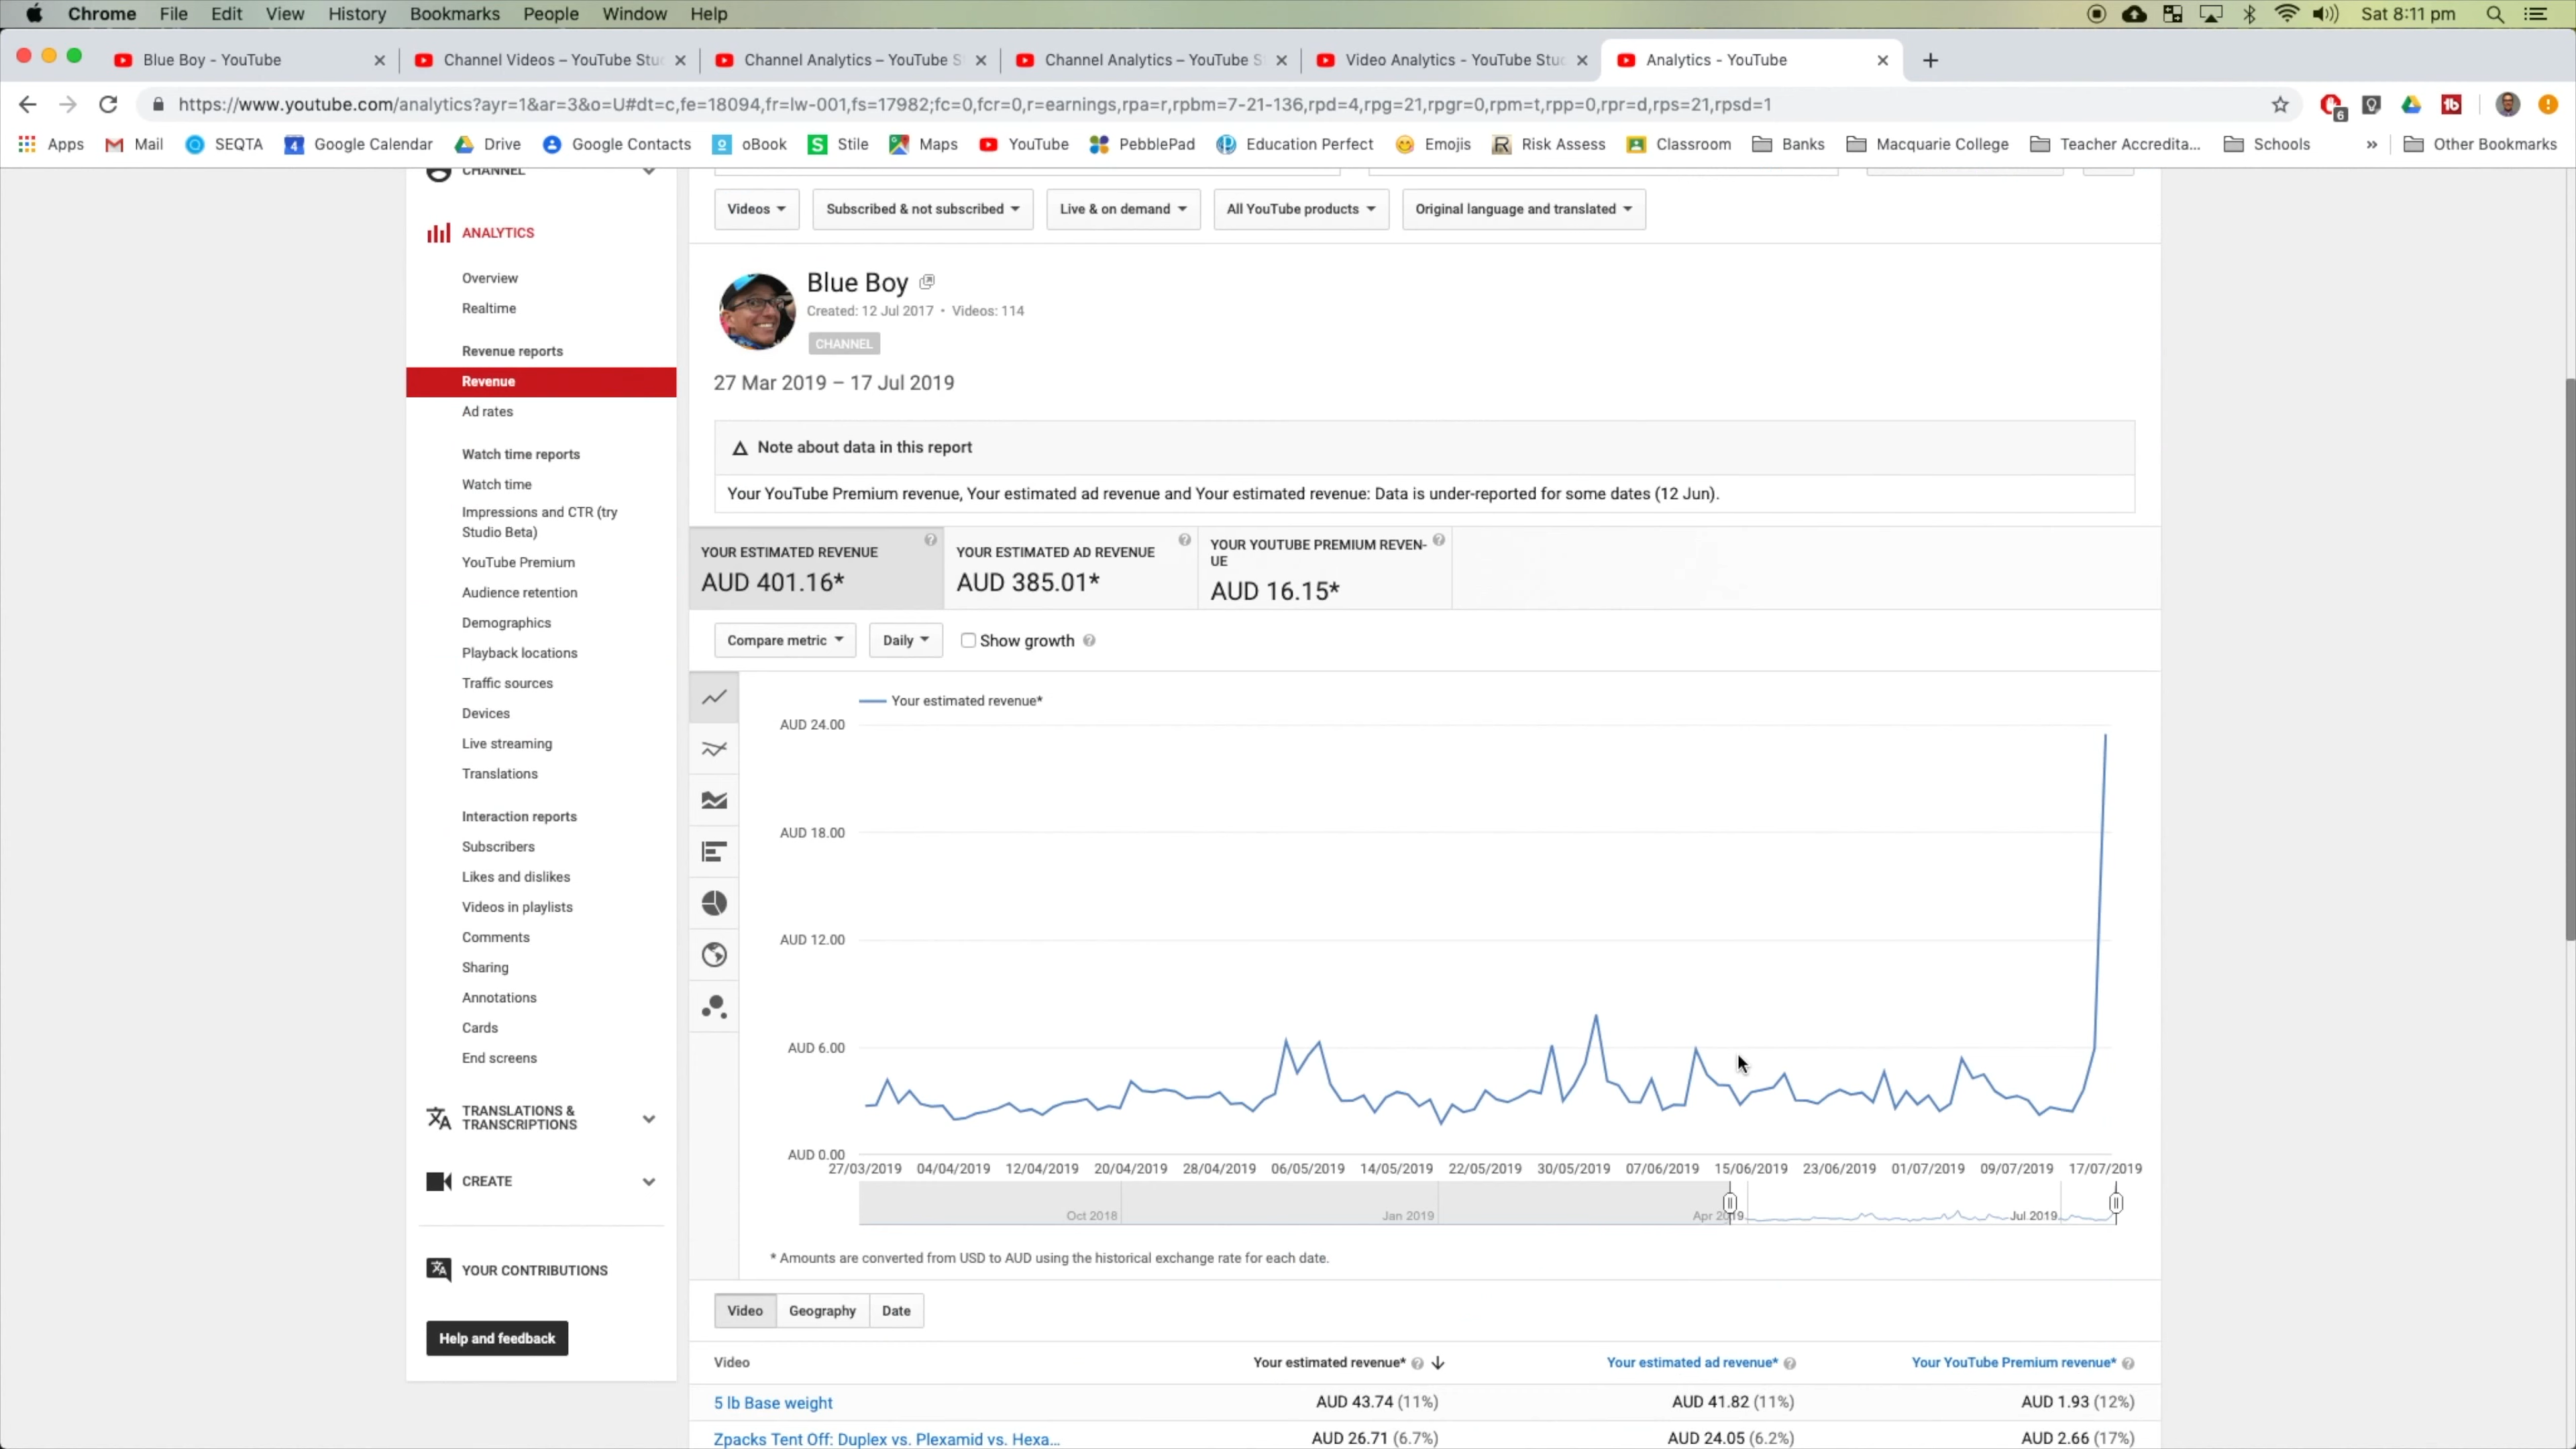 Chrome File Edit View History Bookmarks People Window Help Sat 8:11 pm
Blue Boy - YouTube
Channel Videos – YouTube Stu
Channel Analytics – YouTube S
Channel Analytics – YouTube S
Video Analytics - YouTube Stud
Analytics - YouTube
https://www.youtube.com/analytics?ayr=1&ar=3&o=U#dt=c,fe=18094,fr=lw-001,fs=17982;fc=0,fcr=0,r=earnings,rpa=r,rpbm=7-21-136,rpd=4,rpg=21,rpgr=0,rpm=t,rpp=0,rpr=d,rps=21,rpsd=1
6
tb
Apps Mail SEQTA 4 Google Calendar Drive Google Contacts oBook S Stile Maps YouTube PebblePad Education Perfect Emojis R Risk Assess Classroom Banks Macquarie College Teacher Accredita... Schools » Other Bookmarks
CHANNEL
ANALYTICS
Overview
Realtime
Revenue reports
Revenue
Ad rates
Watch time reports
Watch time
Impressions and CTR (try
Studio Beta)
YouTube Premium
Audience retention
Demographics
Playback locations
Traffic sources
Devices
Live streaming
Translations
Interaction reports
Subscribers
Likes and dislikes
Videos in playlists
Comments
Sharing
Annotations
Cards
End screens
TRANSLATIONS &
TRANSCRIPTIONS
CREATE
YOUR CONTRIBUTIONS
Help and feedback
Videos Subscribed & not subscribed Live & on demand All YouTube products Original language and translated
Blue Boy
Created: 12 Jul 2017 • Videos: 114
CHANNEL
27 Mar 2019 – 17 Jul 2019
Note about data in this report
Your YouTube Premium revenue, Your estimated ad revenue and Your estimated revenue: Data is under-reported for some dates (12 Jun).
YOUR ESTIMATED REVENUE
AUD 401.16*
YOUR ESTIMATED AD REVENUE
AUD 385.01*
YOUR YOUTUBE PREMIUM REVEN-
UE
AUD 16.15*
Compare metric Daily Show growth
Your estimated revenue*
AUD 24.00
AUD 18.00
AUD 12.00
AUD 6.00
AUD 0.00
27/03/2019 04/04/2019 12/04/2019 20/04/2019 28/04/2019 06/05/2019 14/05/2019 22/05/2019 30/05/2019 07/06/2019 15/06/2019 23/06/2019 01/07/2019 09/07/2019 17/07/2019
Oct 2018 Jan 2019 Apr 2019 Jul 2019
* Amounts are converted from USD to AUD using the historical exchange rate for each date.
Video Geography Date
Video Your estimated revenue* Your estimated ad revenue* Your YouTube Premium revenue*
5 lb Base weight AUD 43.74 (11%) AUD 41.82 (11%) AUD 1.93 (12%)
Zpacks Tent Off: Duplex vs. Plexamid vs. Hexa... AUD 26.71 (6.7%) AUD 24.05 (6.2%) AUD 2.66 (17%)